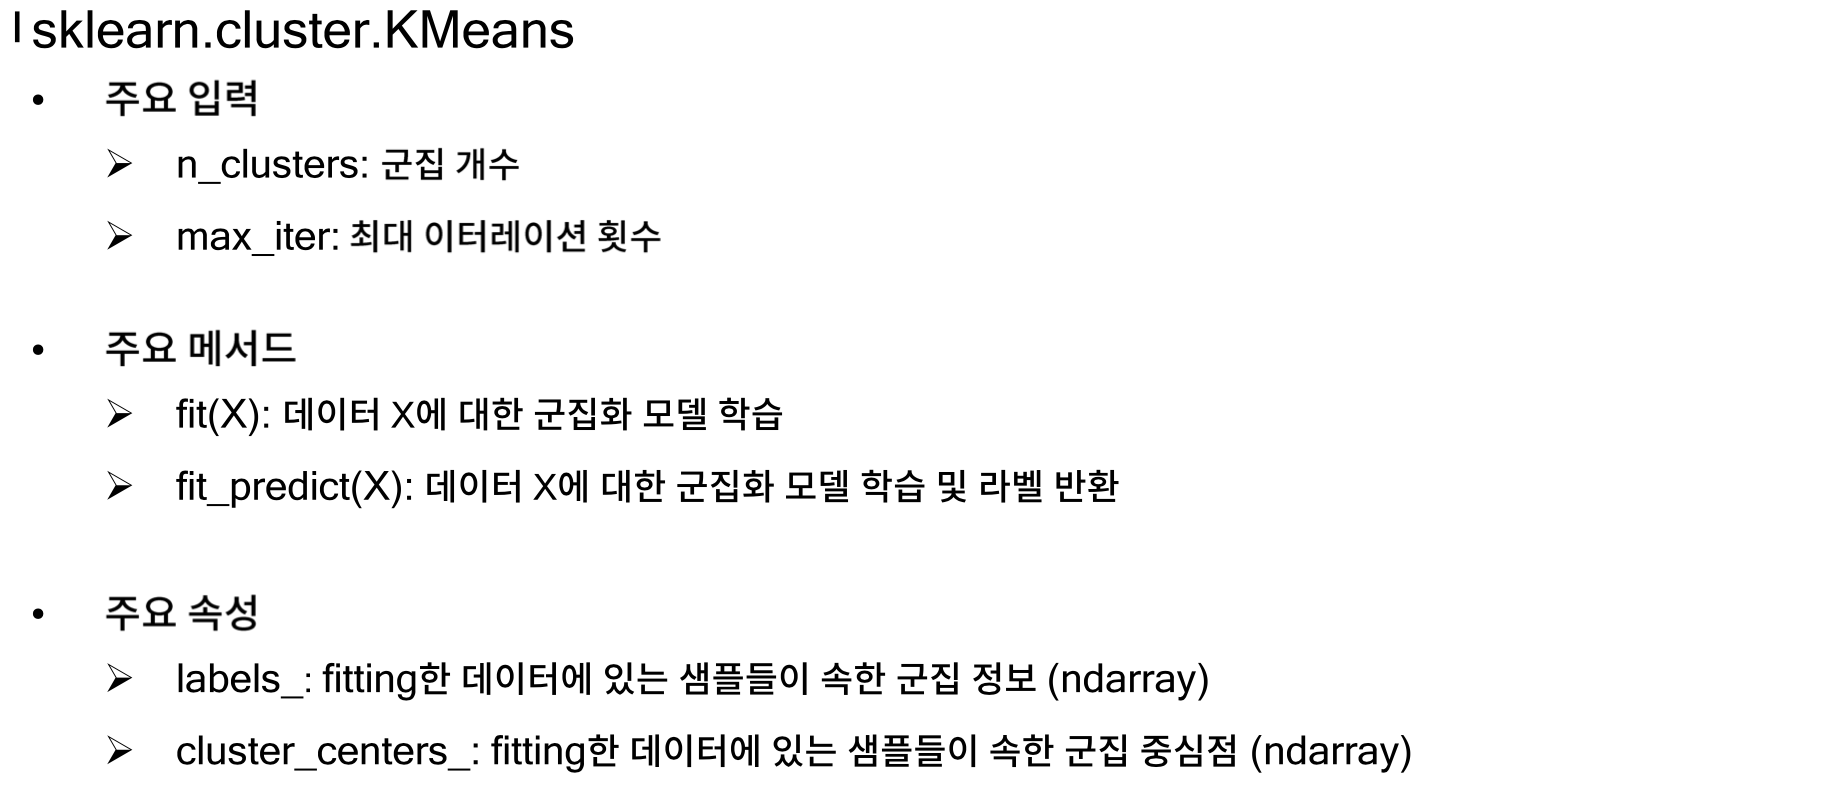 sklearn.cluster.KMeans
• 주요 입력
➢ n_clusters: 군집 개수
➢ max_iter: 최대 이터레이션 횟수
• 주요 메서드
➢ fit(X): 데이터 X에 대한 군집화 모델 학습
➢ fit_predict(X): 데이터 X에 대한 군집화 모델 학습 및 라벨 반환
• 주요 속성
➢ labels_: fitting한 데이터에 있는 샘플들이 속한 군집 정보 (ndarray)
➢ cluster_centers_: fitting한 데이터에 있는 샘플들이 속한 군집 중심점 (ndarray)